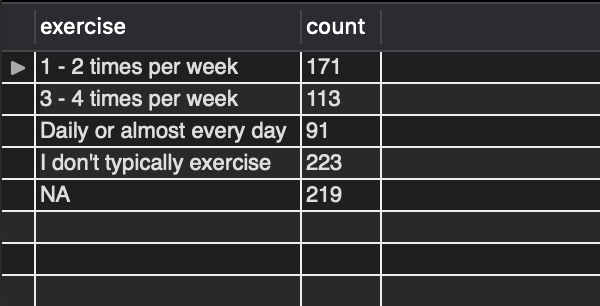 exercise count
1 - 2 times per week 171
3 - 4 times per week 113
Daily or almost every day 91
I don't typically exercise 223
NA 219